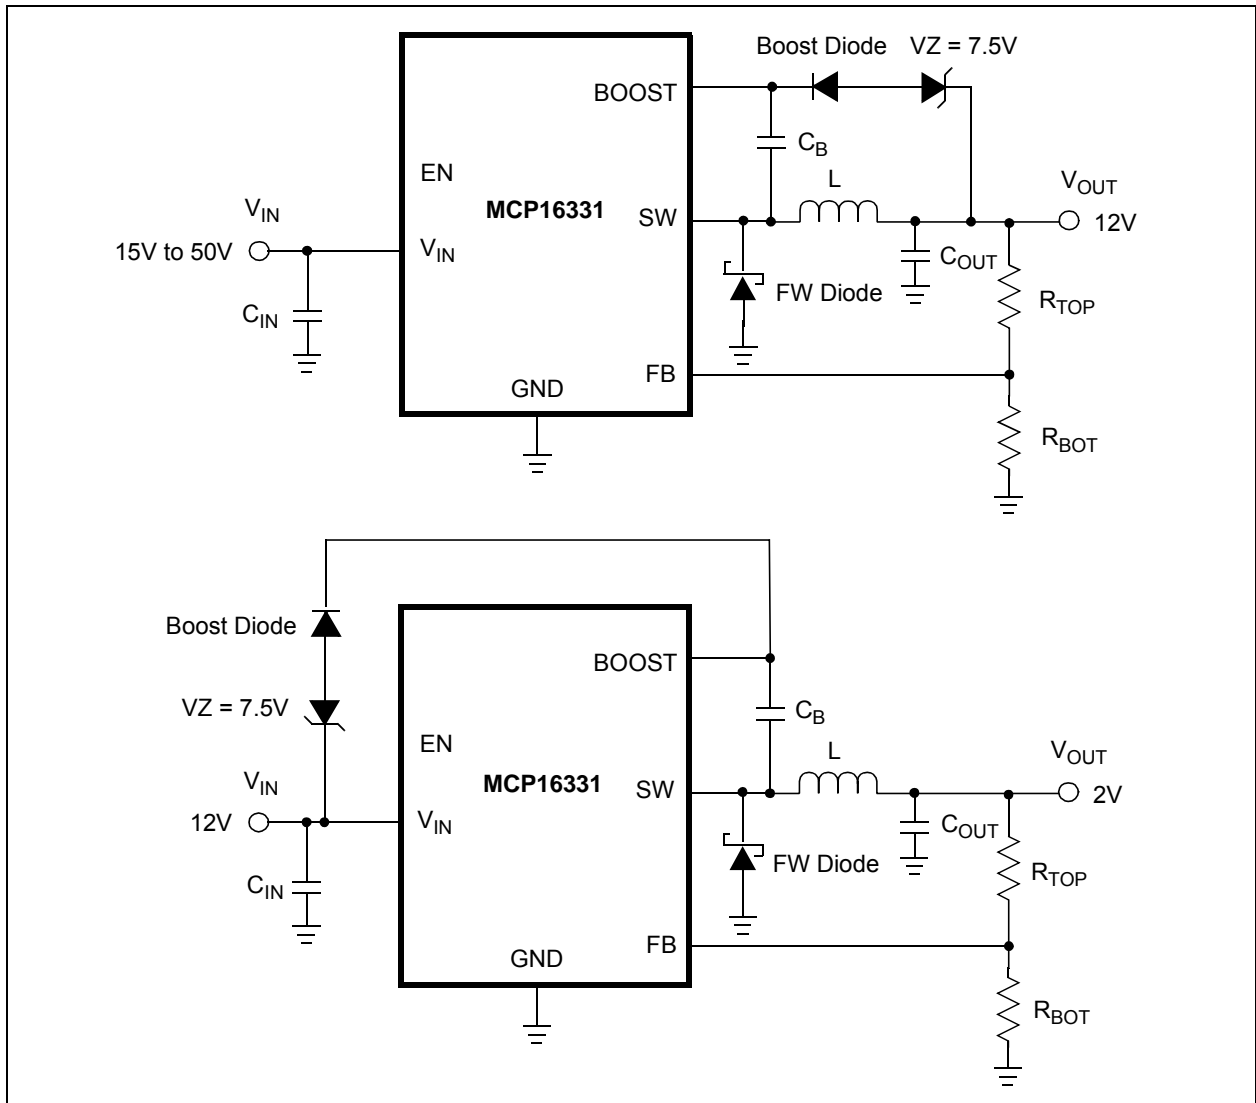 Boost Diode VZ = 7.5V
BOOST
C_B
EN
L
V_OUT
V_IN
MCP16331
SW
12V
15V to 50V
V_IN
C_OUT
FW Diode
R_TOP
C_IN
FB
GND
R_BOT
Boost Diode
BOOST
VZ = 7.5V
C_B
EN
L
V_OUT
V_IN
MCP16331
SW
2V
12V
V_IN
C_OUT
FW Diode
R_TOP
C_IN
FB
GND
R_BOT